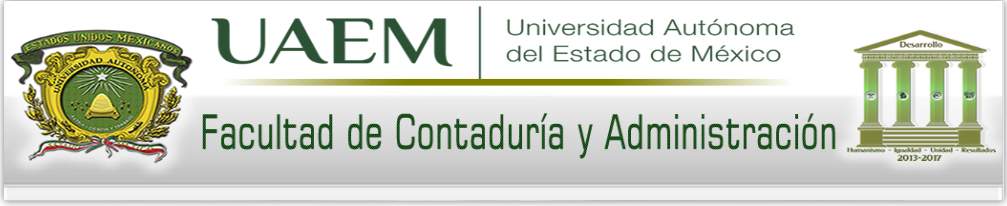 ESTADOS UNIDOS MEXICANOS
UNIVERSIDAD AUTONOMA
UAEM
Universidad Autónoma
del Estado de México
Facultad de Contaduría y Administración
Desarrollo
Humanismo - Igualdad - Unidad - Resultados
2013-2017